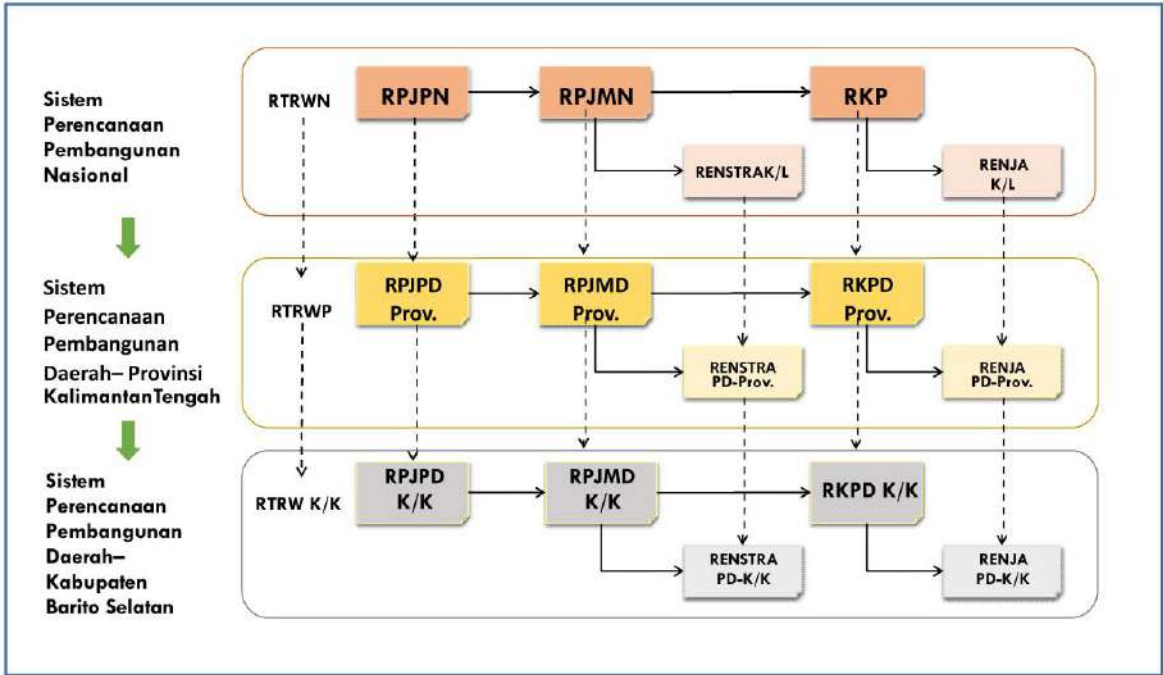 Sistem
Perencanaan
Pembangunan
Nasional
RTRWN
RPJPN
RPJMN
RKP
RENSTRAK/L
RENJA
K/L
Sistem
Perencanaan
Pembangunan
Daerah– Provinsi
KalimantanTengah
RTRWP
RPJPD
Prov.
RPJMD
Prov.
RKPD
Prov.
RENSTRA
PD-Prov.
RENJA
PD-Prov.
Sistem
Perencanaan
Pembangunan
Daerah–
Kabupaten
Barito Selatan
RTRW K/K
RPJPD
K/K
RPJMD
K/K
RKPD K/K
RENSTRA
PD-K/K
RENJA
PD-K/K